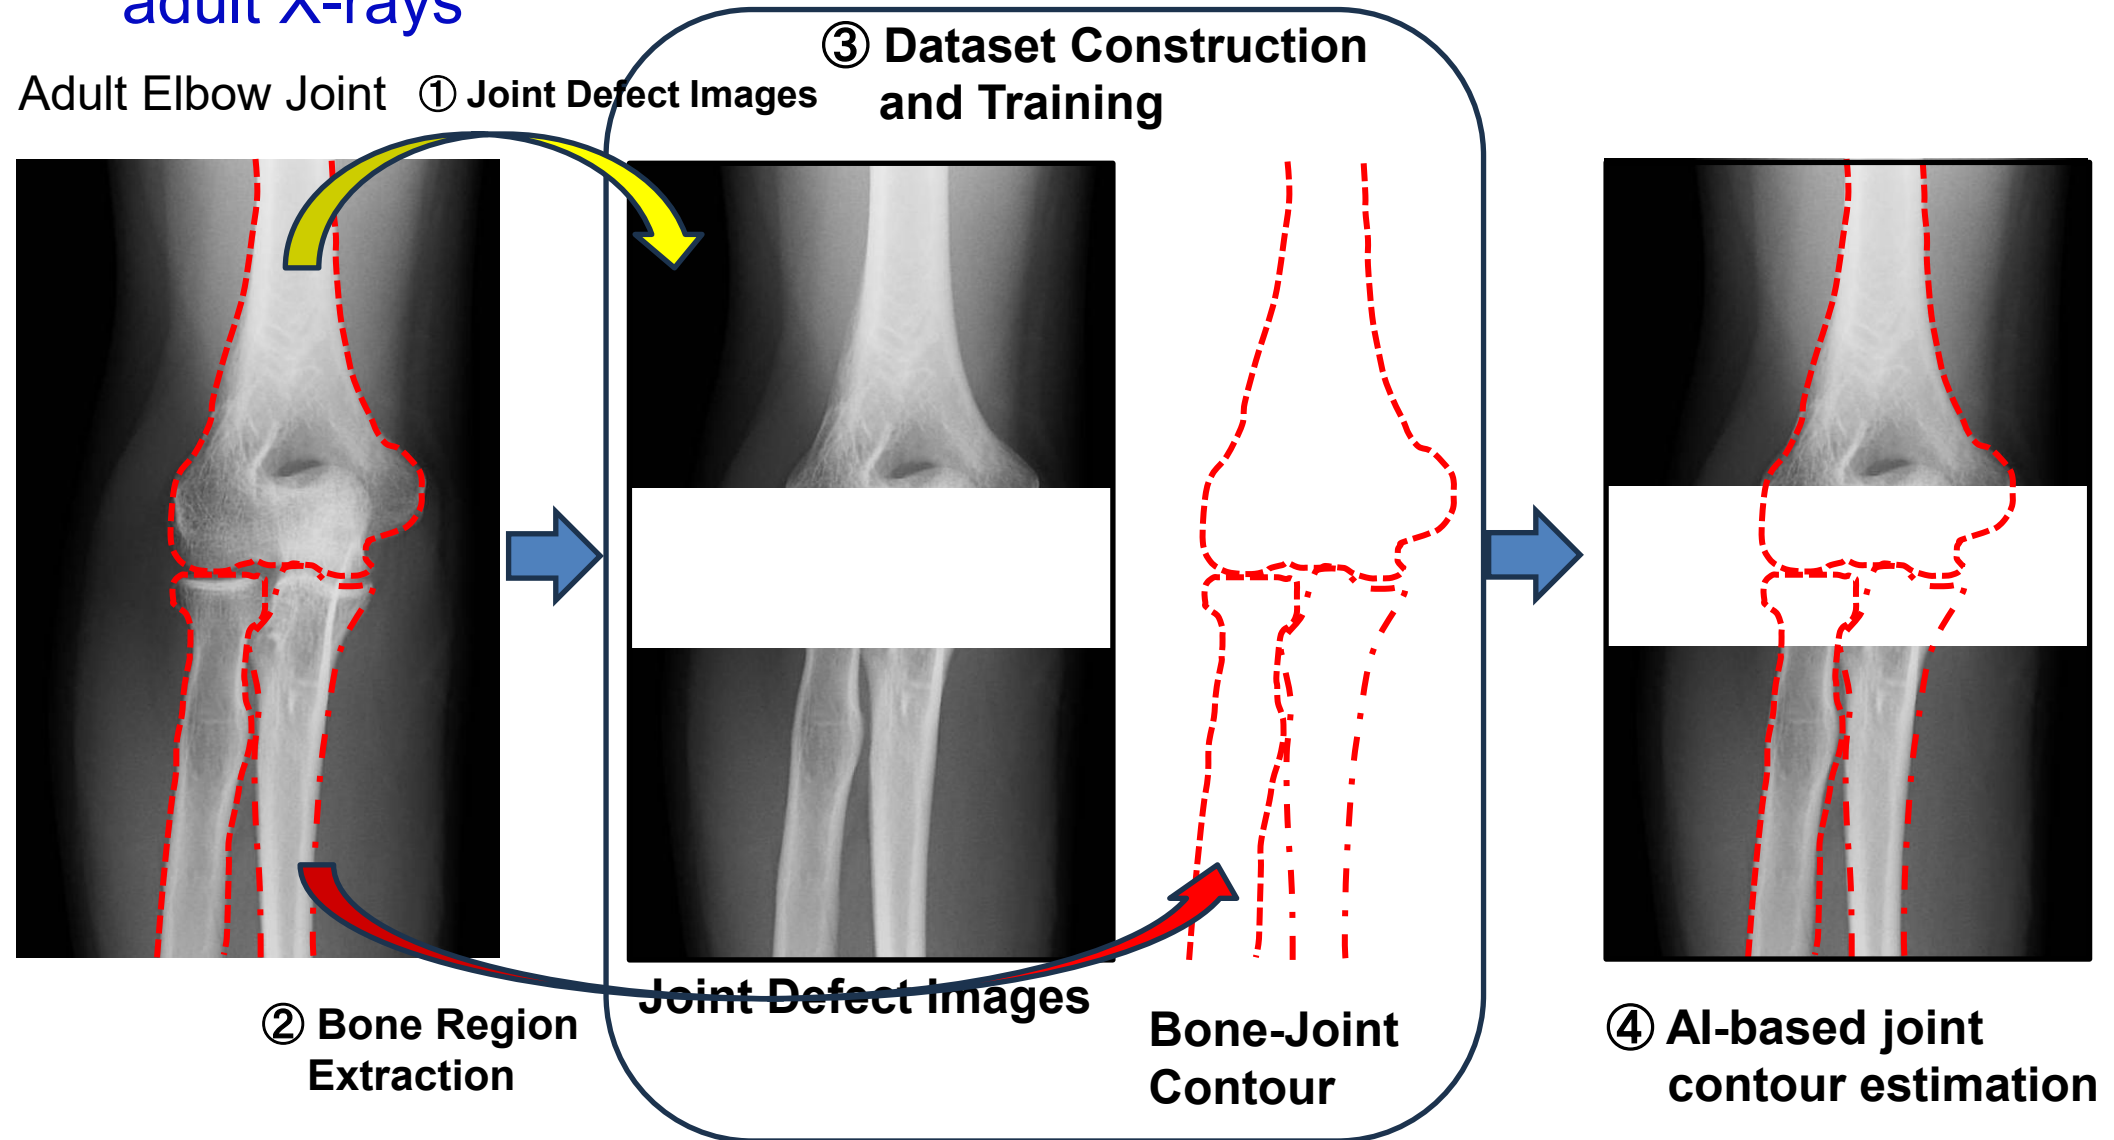 adult X-rays
Adult Elbow Joint
① Joint Defect Images
③ Dataset Construction
and Training
Joint Defect Images
② Bone Region
Extraction
Bone-Joint
Contour
④ AI-based joint
contour estimation